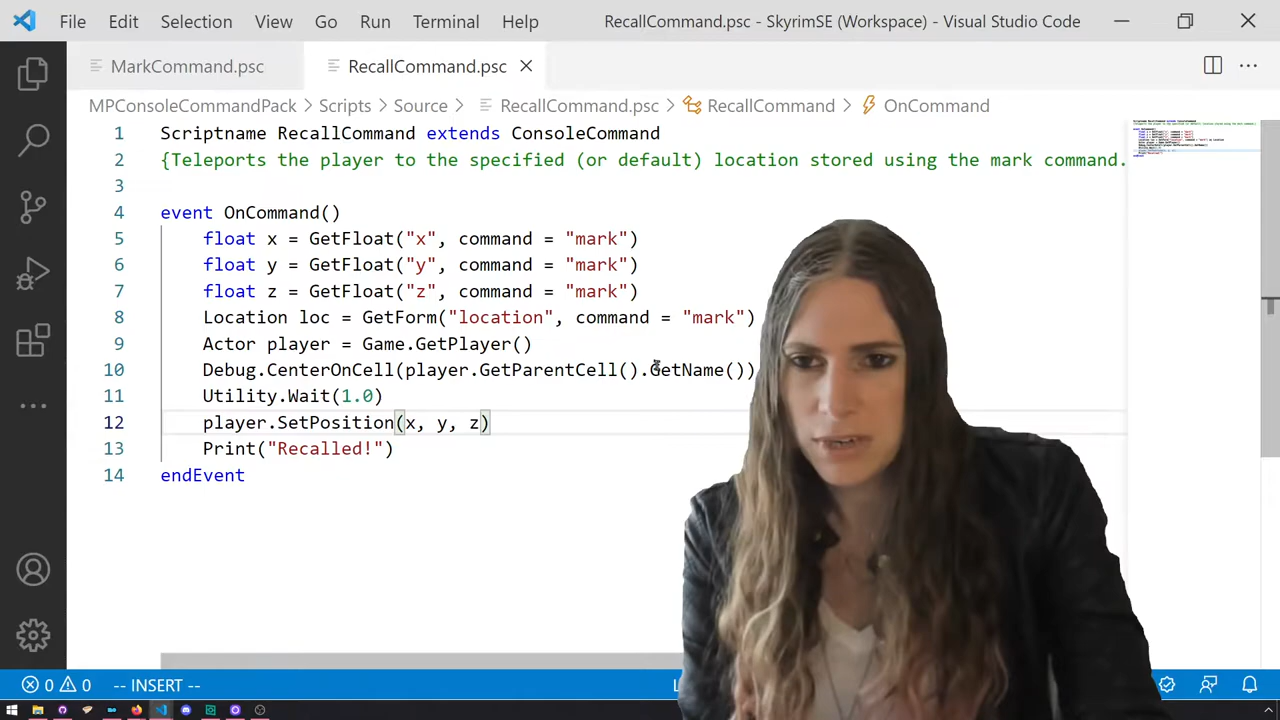 File Edit Selection View Go Run Terminal Help RecallCommand.psc - SkyrimSE (Workspace) - Visual Studio Code
MarkCommand.psc RecallCommand.psc
MPConsoleCommandPack > Scripts > Source > RecallCommand.psc > RecallCommand > OnCommand
1 Scriptname RecallCommand extends ConsoleCommand
2 {Teleports the player to the specified (or default) location stored using the mark command.
3
4 event OnCommand()
5 float x = GetFloat("x", command = "mark")
6 float y = GetFloat("y", command = "mark")
7 float z = GetFloat("z", command = "mark")
8 Location loc = GetForm("location", command = "mark")
9 Actor player = Game.GetPlayer()
10 Debug.CenterOnCell(player.GetParentCell().GetName())
11 Utility.Wait(1.0)
12 player.SetPosition(x, y, z)
13 Print("Recalled!")
14 endEvent
0 0 -- INSERT --